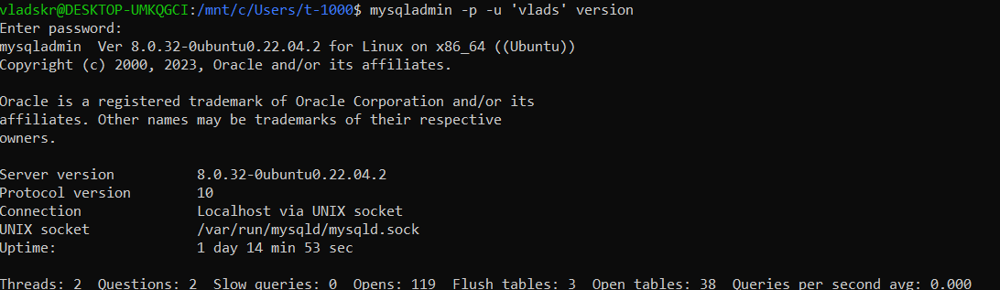 vladskr@DESKTOP-UMKQGCI:/mnt/c/Users/t-1000$ mysqladmin -p -u 'vlads' version
Enter password:
mysqladmin  Ver 8.0.32-0ubuntu0.22.04.2 for Linux on x86_64 ((Ubuntu))
Copyright (c) 2000, 2023, Oracle and/or its affiliates.

Oracle is a registered trademark of Oracle Corporation and/or its
affiliates. Other names may be trademarks of their respective
owners.

Server version          8.0.32-0ubuntu0.22.04.2
Protocol version        10
Connection              Localhost via UNIX socket
UNIX socket             /var/run/mysqld/mysqld.sock
Uptime:                 1 day 14 min 53 sec

Threads: 2  Questions: 2  Slow queries: 0  Opens: 119  Flush tables: 3  Open tables: 38  Queries per second avg: 0.000